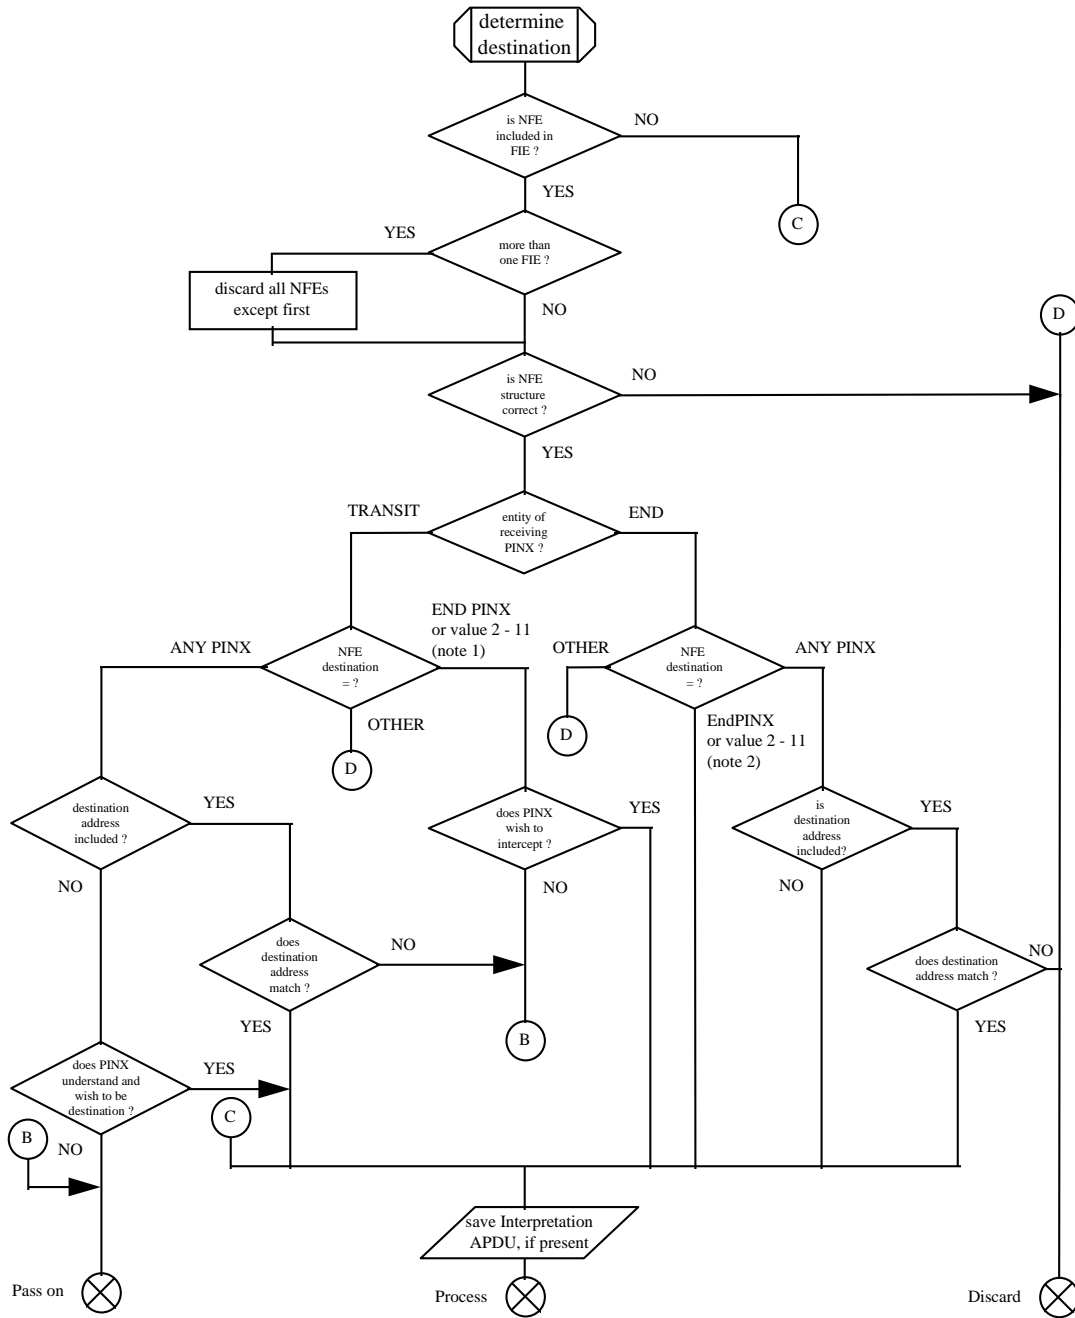 determine
destination
is NFE
included in
FIE ?
NO
YES
C
YES
more than
one FIE ?
discard all NFEs
except first
NO
D
is NFE
structure
correct ?
NO
YES
TRANSIT
entity of
receiving
PINX ?
END
END PINX
or value 2 - 11
(note 1)
ANY PINX
NFE
destination
= ?
OTHER
D
OTHER
NFE
destination
= ?
ANY PINX
D
EndPINX
or value 2 - 11
(note 2)
destination
address
included ?
YES
NO
does PINX
wish to
intercept ?
YES
NO
is
destination
address
included?
YES
NO
does
destination
address
match ?
NO
YES
does destination
address match ?
NO
YES
B
does PINX
understand and
wish to be
destination ?
YES
C
B
NO
save Interpretation
APDU, if present
Pass on
Process
Discard